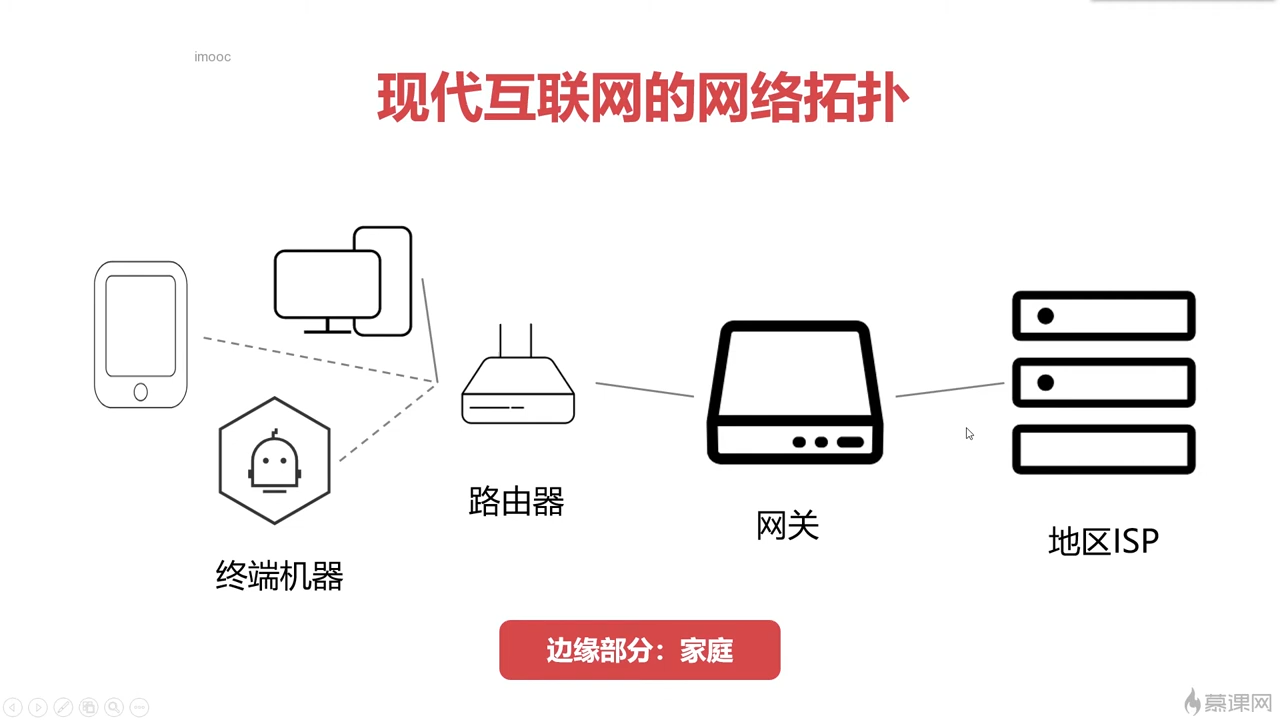 imooc
现代互联网的网络拓扑
路由器
网关
地区ISP
终端机器
边缘部分：家庭
慕课网